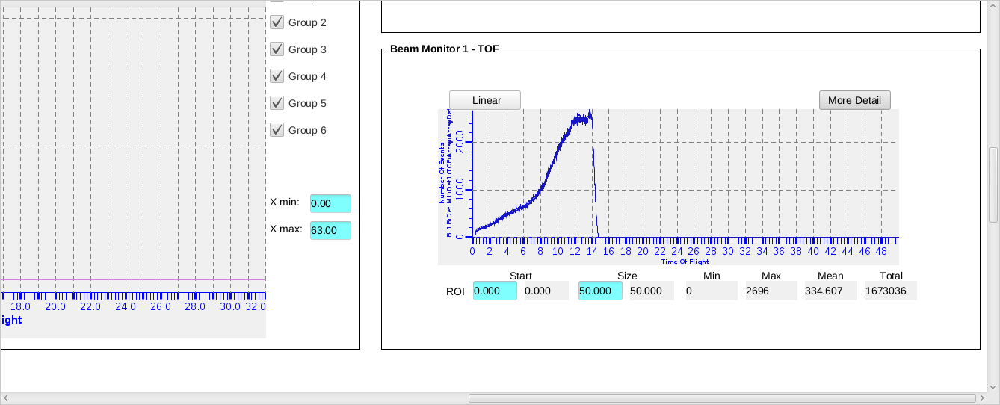 Group 2
Group 3
Group 4
Group 5
Group 6
X min: 0.00
X max: 63.00
18.0 20.0 22.0 24.0 26.0 28.0 30.0 32.0
ight
Beam Monitor 1 - TOF
Linear
More Detail
Number Of Events
2000
1000
0
0 2 4 6 8 10 12 14 16 18 20 22 24 26 28 30 32 34 36 38 40 42 44 46 48
Time Of Flight
Start Size Min Max Mean Total
ROI 0.000 0.000 50.000 50.000 0 2696 334.607 1673036